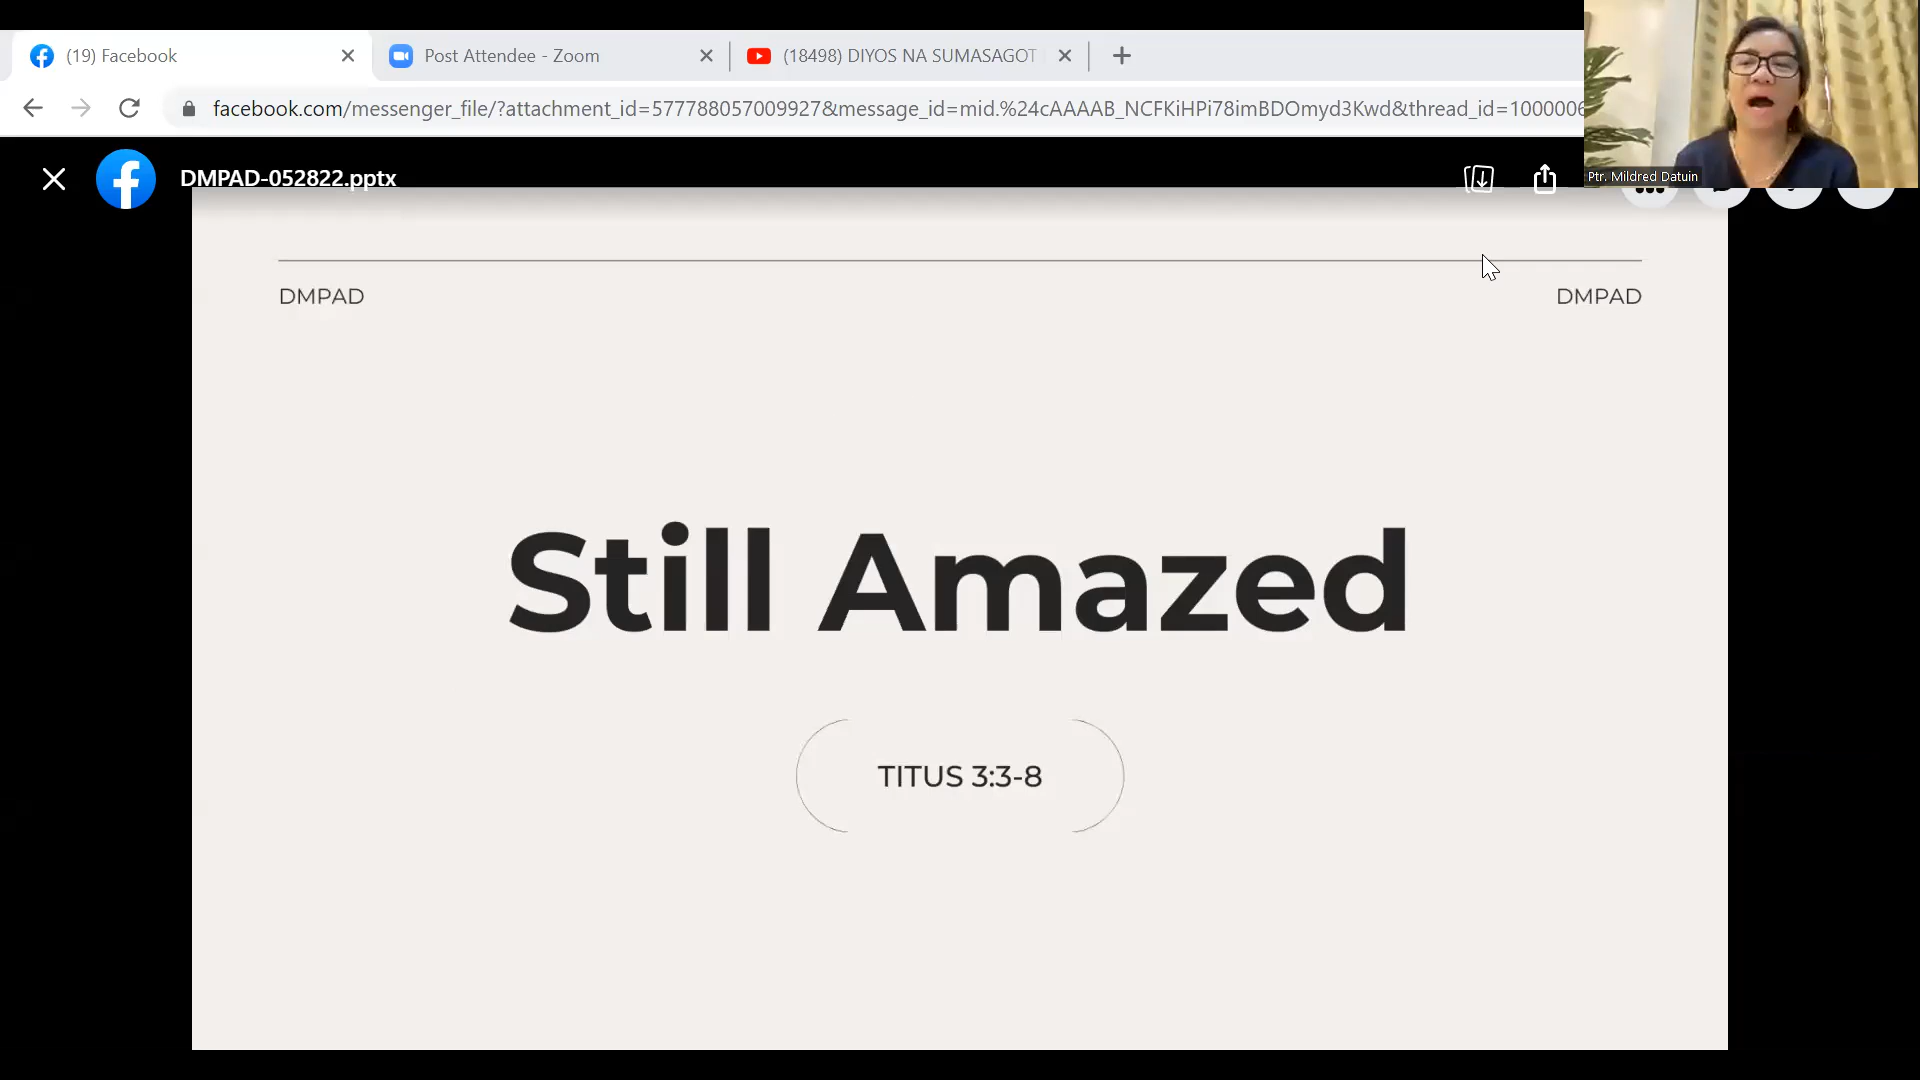 (19) Facebook
Post Attendee - Zoom
(18498) DIYOS NA SUMASAGOT
facebook.com/messenger_file/?attachment_id=577788057009927&message_id=mid.%24cAAAAB_NCFKiHPi78imBDOmyd3Kwd&thread_id=1000006
DMPAD-052822.pptx
Ptr. Mildred Datuin
DMPAD
DMPAD
Still Amazed
TITUS 3:3-8